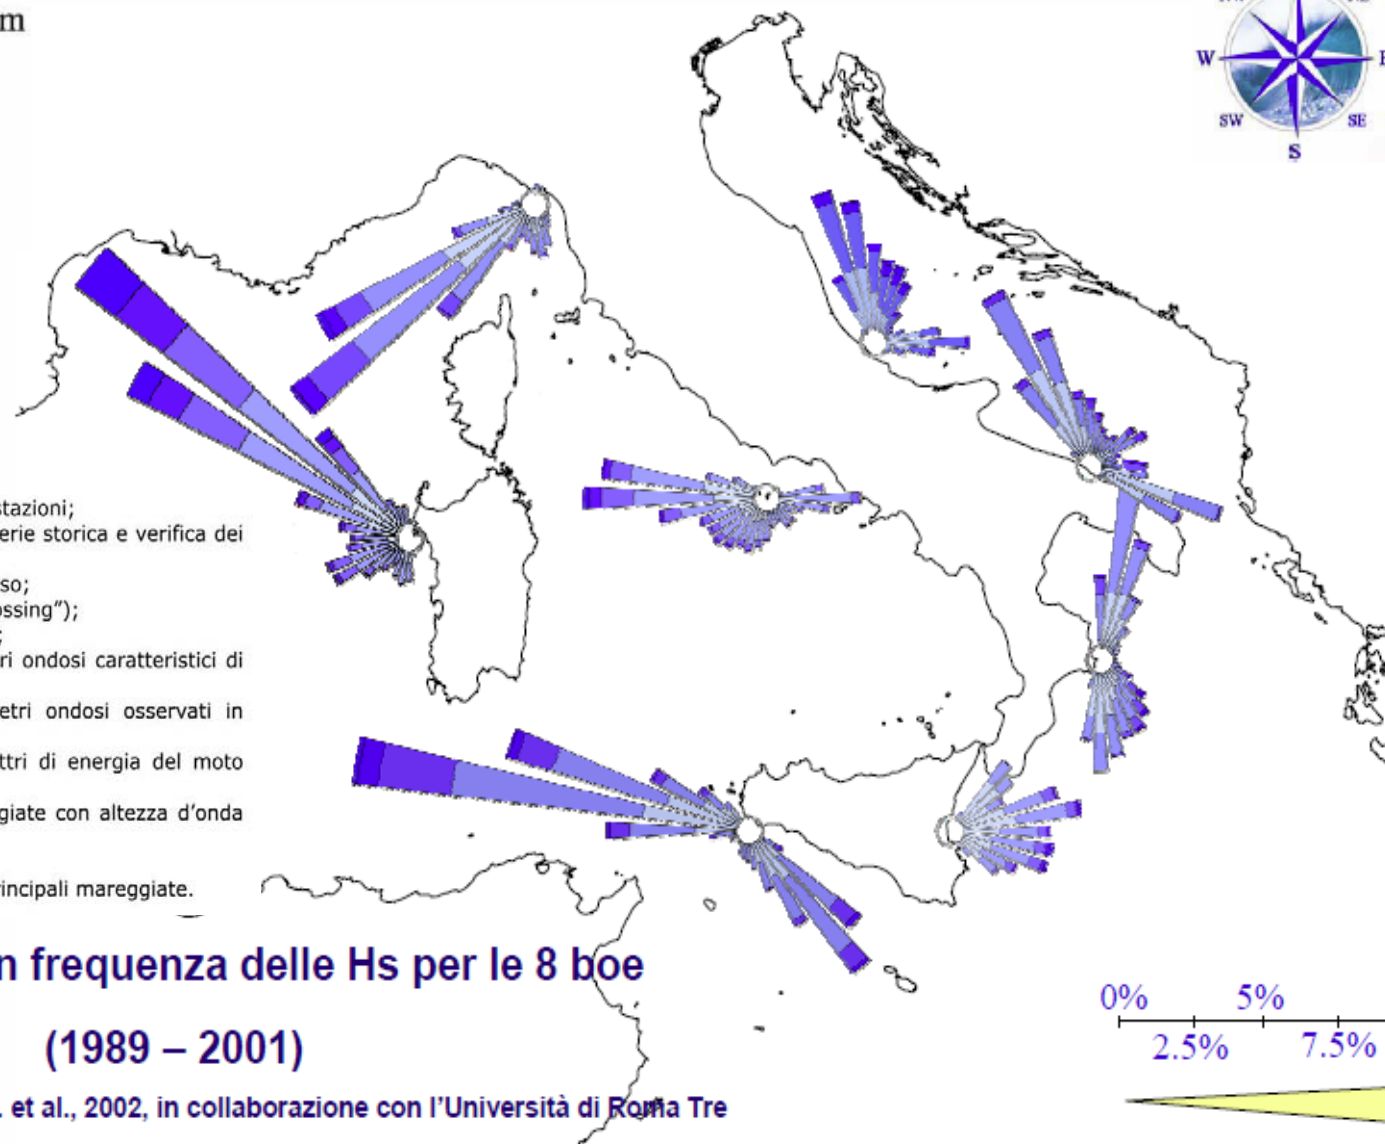 m
W
SW
SE
S
stazioni;
erie storica e verifica dei
so;
ossing”);
;
ri ondosi caratteristici di
etri ondosi osservati in
ttri di energia del moto
giate con altezza d’onda
rincipali mareggiate.
n frequenza delle Hs per le 8 boe
(1989 – 2001)
. et al., 2002, in collaborazione con l’Università di Roma Tre
0% 5%
2.5% 7.5%